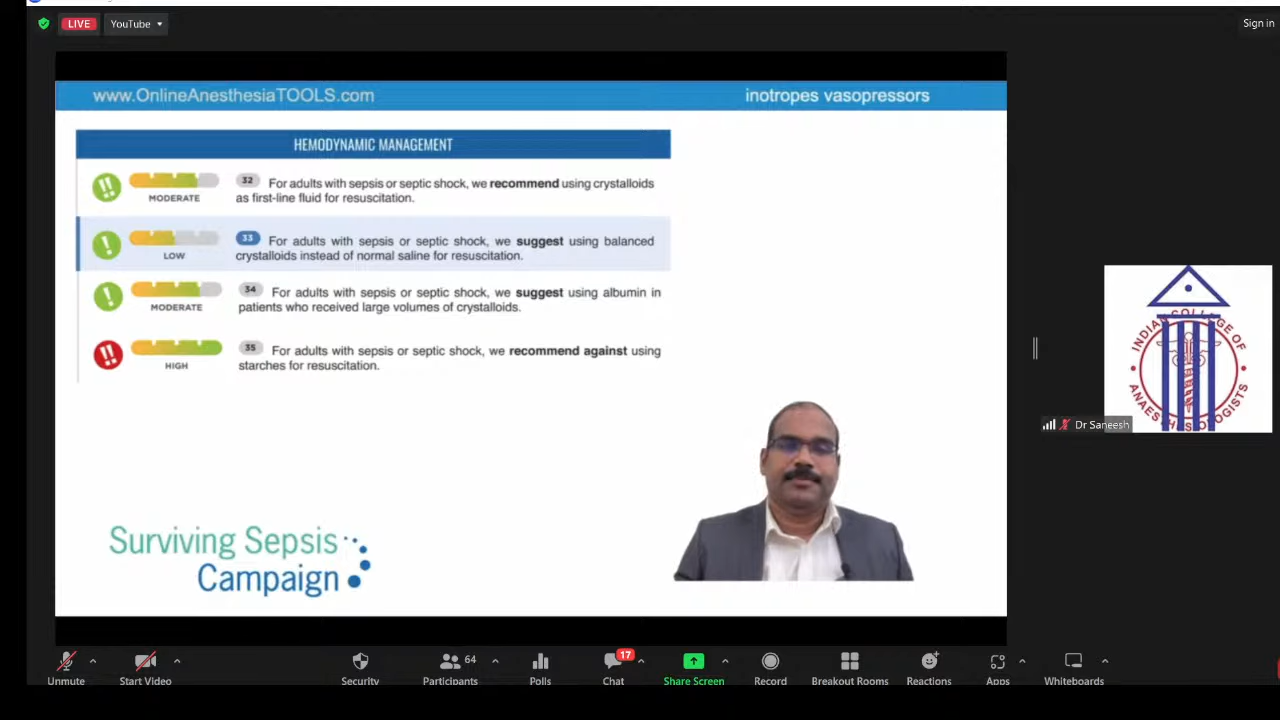 LIVE
YouTube
Sign in
www.OnlineAnesthesiaTOOLS.com
inotropes vasopressors
HEMODYNAMIC MANAGEMENT
MODERATE
32 For adults with sepsis or septic shock, we recommend using crystalloids
as first-line fluid for resuscitation.
LOW
33 For adults with sepsis or septic shock, we suggest using balanced
crystalloids instead of normal saline for resuscitation.
MODERATE
34 For adults with sepsis or septic shock, we suggest using albumin in
patients who received large volumes of crystalloids.
HIGH
35 For adults with sepsis or septic shock, we recommend against using
starches for resuscitation.
Surviving Sepsis
Campaign
INDIAN COLLEGE OF
ANAESTHESIOLOGISTS
Dr Saneesh
Unmute
Start Video
Security
Participants
64
Polls
Chat
17
Share Screen
Record
Breakout Rooms
Reactions
Apps
Whiteboards